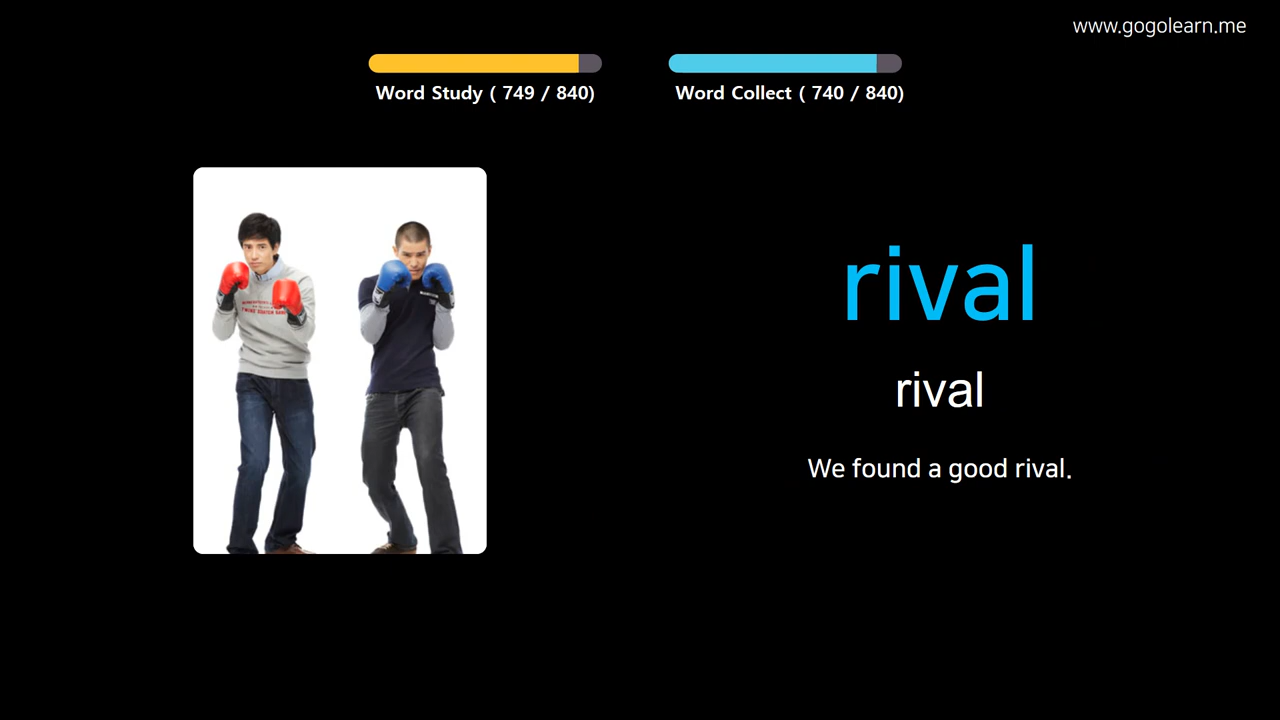 www.gogolearn.me
Word Study ( 749 / 840)
Word Collect ( 740 / 840)
rival
rival
We found a good rival.